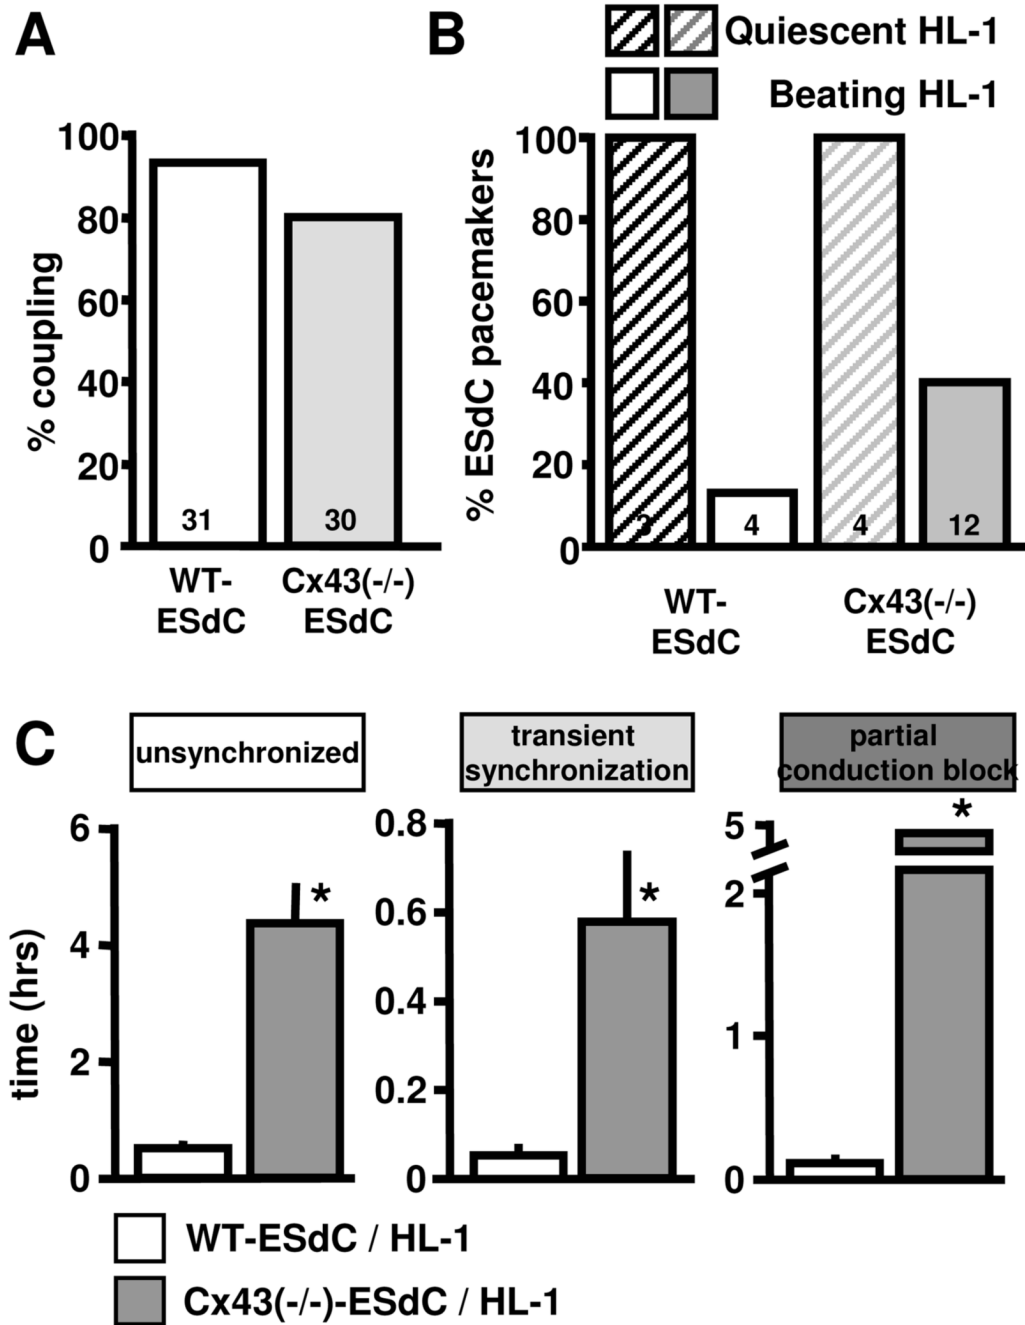 A
100
80
60
40
20
0
% coupling
31
30
WT-
ESdC
Cx43(-/-)
ESdC
B
Quiescent HL-1
Beating HL-1
100
80
60
40
20
0
% ESdC pacemakers
4
4
12
WT-
ESdC
Cx43(-/-)
ESdC
C
unsynchronized
6
4
2
0
time (hrs)
*
transient
synchronization
0.8
0.6
0.4
0.2
0
*
partial
conduction block
5
2
1
0
*
WT-ESdC / HL-1
Cx43(-/-)-ESdC / HL-1